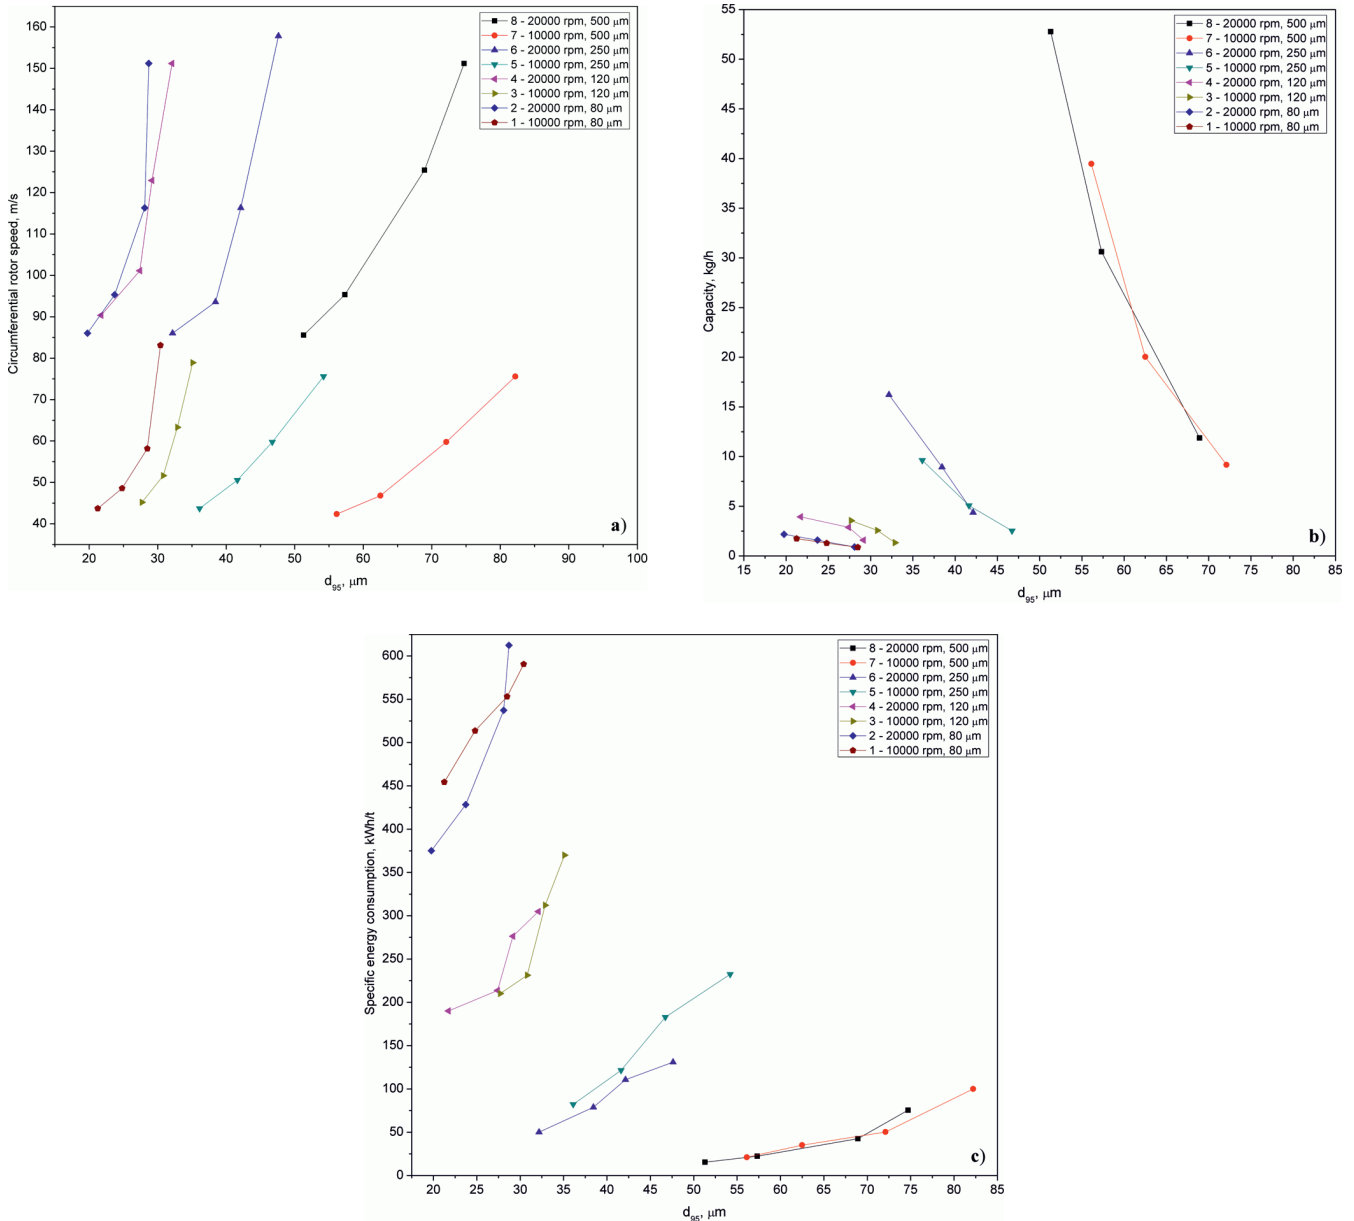 8 - 20000 rpm, 500 μm
7 - 10000 rpm, 500 μm
6 - 20000 rpm, 250 μm
5 - 10000 rpm, 250 μm
4 - 20000 rpm, 120 μm
3 - 10000 rpm, 120 μm
2 - 20000 rpm, 80 μm
1 - 10000 rpm, 80 μm
Circumferential rotor speed, m/s
160
150
140
130
120
110
100
90
80
70
60
50
40
a)
20 30 40 50 60 70 80 90 100
d95, μm
8 - 20000 rpm, 500 μm
7 - 10000 rpm, 500 μm
6 - 20000 rpm, 250 μm
5 - 10000 rpm, 250 μm
4 - 20000 rpm, 120 μm
3 - 10000 rpm, 120 μm
2 - 20000 rpm, 80 μm
1 - 10000 rpm, 80 μm
Capacity, kg/h
55
50
45
40
35
30
25
20
15
10
5
0
b)
15 20 25 30 35 40 45 50 55 60 65 70 75 80 85
d95, μm
8 - 20000 rpm, 500 μm
7 - 10000 rpm, 500 μm
6 - 20000 rpm, 250 μm
5 - 10000 rpm, 250 μm
4 - 20000 rpm, 120 μm
3 - 10000 rpm, 120 μm
2 - 20000 rpm, 80 μm
1 - 10000 rpm, 80 μm
Specific energy consumption, kWh/t
600
550
500
450
400
350
300
250
200
150
100
50
0
c)
20 25 30 35 40 45 50 55 60 65 70 75 80 85
d95, μm